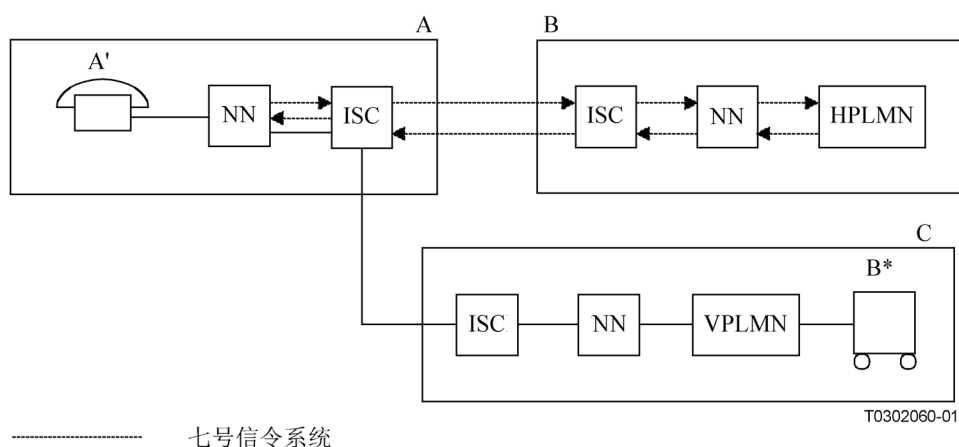 A
B
A'
NN
ISC
ISC
NN
HPLMN
C
B*
ISC
NN
VPLMN
T0302060-01
七号信令系统